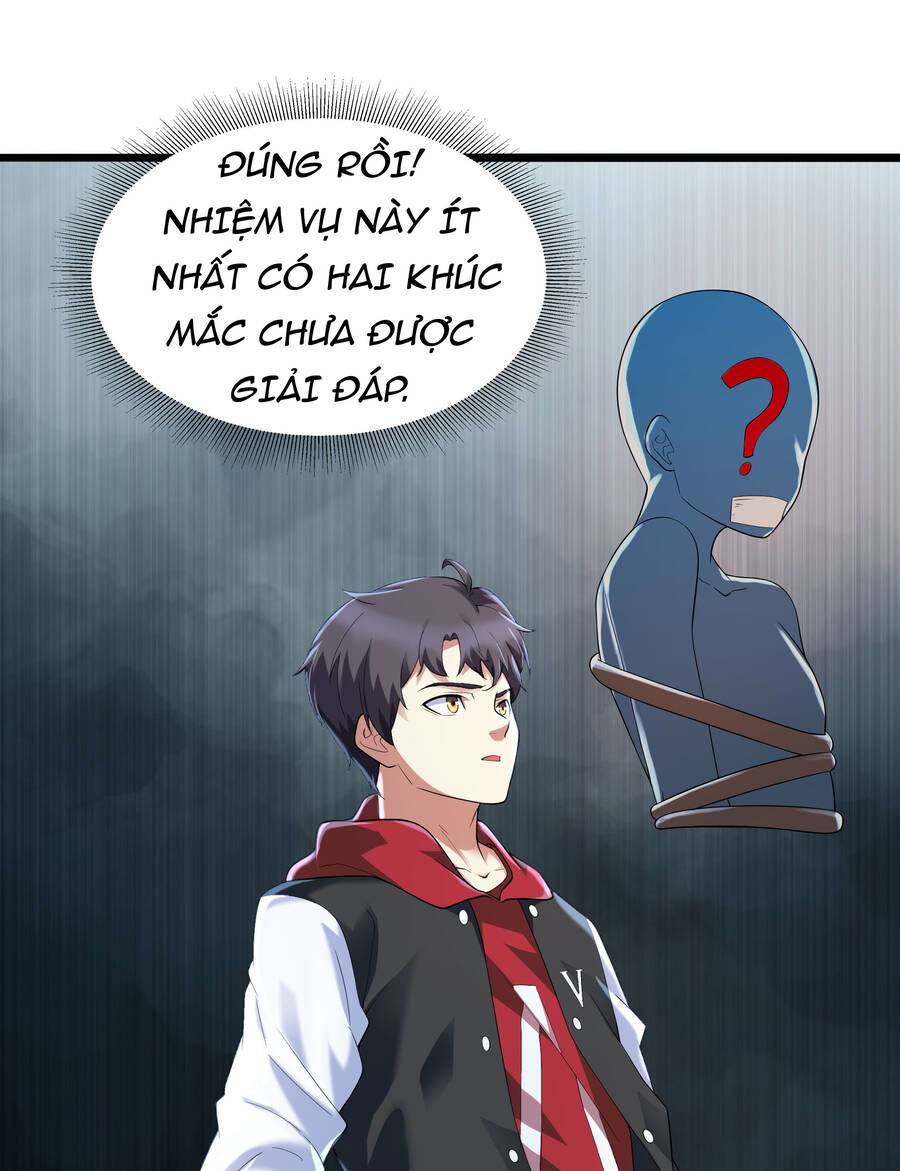 ĐÚNG RỒI!
NHIỆM VỤ NÀY ÍT
NHẤT CÓ HAI KHÚC
MẮC CHƯA ĐƯỢC
GIẢI ĐÁP.
?
V